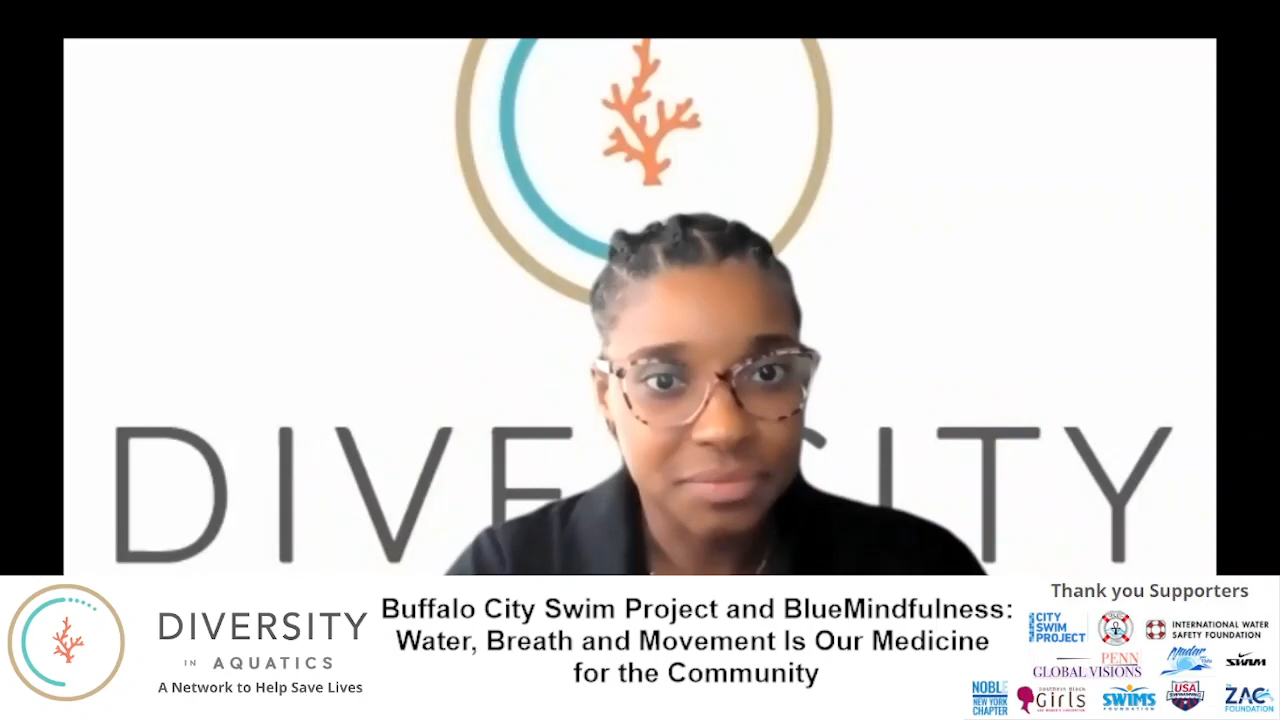 DIVERSITY
DIVERSITY
IN AQUATICS
A Network to Help Save Lives
Buffalo City Swim Project and BlueMindfulness:
Water, Breath and Movement Is Our Medicine
for the Community
Thank you Supporters
CITY
SWIM
PROJECT
INTERNATIONAL WATER
SAFETY FOUNDATION
PENN
GLOBAL VISIONS
SWIM
NOBLE
NEW YORK
CHAPTER
Girls
SWIMS
FOUNDATION
USA
SWIMMING
ZAC
FOUNDATION